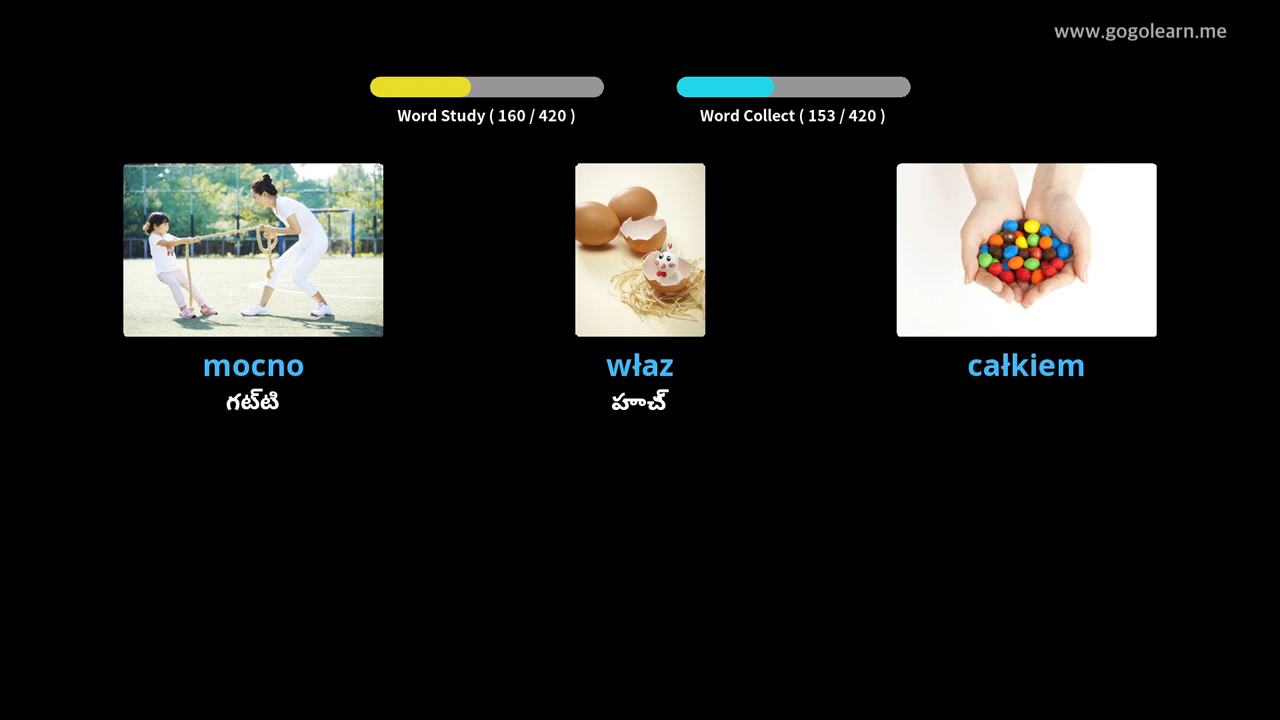 www.gogolearn.me
Word Study ( 160 / 420 )
Word Collect ( 153 / 420 )
mocno
గట్టి
właz
హాచ్
całkiem